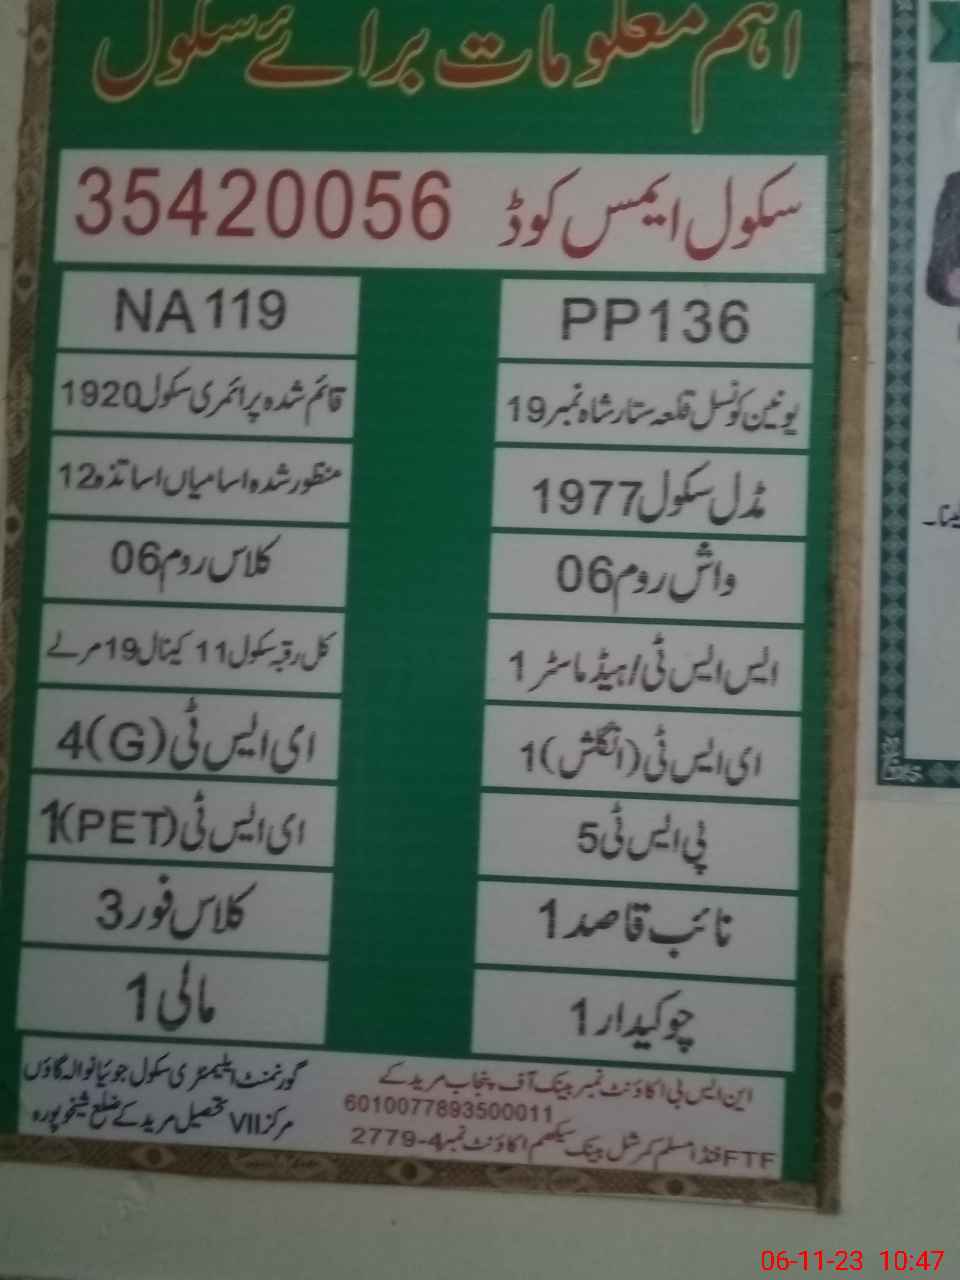 اہم معلومات برائے سکول
سکول ایمس کوڈ 35420056
PP136
NA119
یونین کونسل قلعہ ستار شاہ نمبر 19
قائم شدہ پرائمری سکول 1920
مڈل سکول 1977
منظور شدہ اسامیاں اساتذہ 12
واش روم 06
کلاس روم 06
ایس ایس ٹی/ہیڈ ماسٹر 1
کل رقبہ سکول 11 کینال 19 مرلے
ای ایس ٹی (انگلش) 1
ای ایس ٹی (G) 4
پی ایس ٹی 5
ای ایس ٹی (PET) 1
نائب قاصد 1
کلاس فور 3
چوکیدار 1
مالی 1
این ایس بی اکاؤنٹ نمبر بینک آف پنجاب مریدکے
6010077893500011
FTF فنڈ مسلم کمرشل بینک سیکھم اکاؤنٹ نمبر 4-2779
گورنمنٹ ایلیمنٹری سکول جوئیانوالہ گاؤں
مرکز VII تحصیل مریدکے ضلع شیخوپورہ
06-11-23 10:47